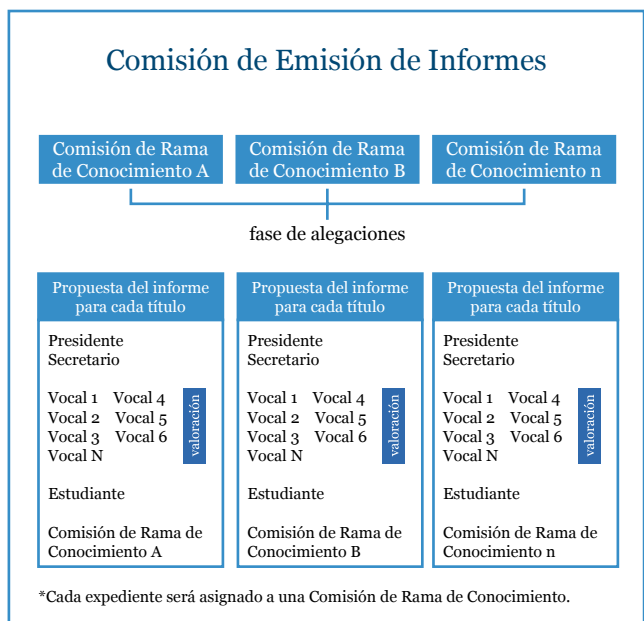 Comisión de Emisión de Informes
Comisión de Rama
de Conocimiento A
Comisión de Rama
de Conocimiento B
Comisión de Rama
de Conocimiento n
fase de alegaciones
Propuesta del informe
para cada título
Presidente
Secretario
Vocal 1 Vocal 4
Vocal 2 Vocal 5
Vocal 3 Vocal 6
Vocal N
valoración
Estudiante
Comisión de Rama de
Conocimiento A
Propuesta del informe
para cada título
Presidente
Secretario
Vocal 1 Vocal 4
Vocal 2 Vocal 5
Vocal 3 Vocal 6
Vocal N
valoración
Estudiante
Comisión de Rama de
Conocimiento B
Propuesta del informe
para cada título
Presidente
Secretario
Vocal 1 Vocal 4
Vocal 2 Vocal 5
Vocal 3 Vocal 6
Vocal N
valoración
Estudiante
Comisión de Rama de
Conocimiento n
*Cada expediente será asignado a una Comisión de Rama de Conocimiento.